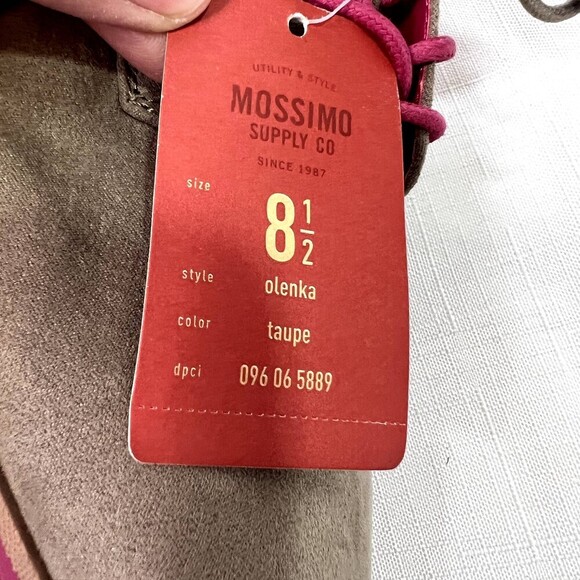 UTILITY & STYLE
MOSSIMO
SUPPLY CO
SINCE 1987
size 8 1/2
style olenka
color taupe
dpci 096 06 5889